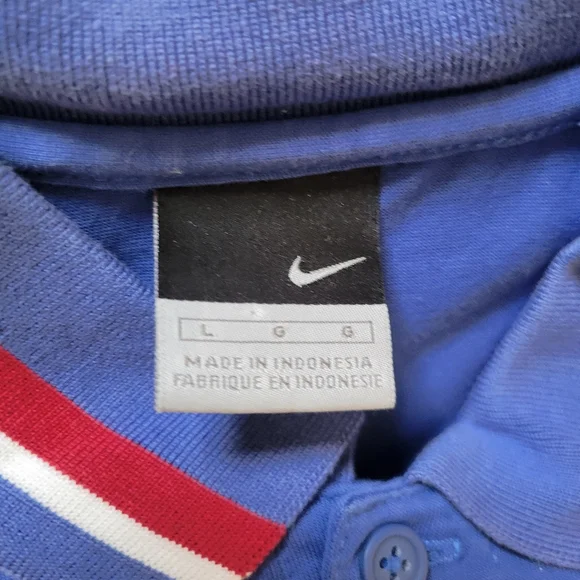 L G G
MADE IN INDONESIA
FABRIQUE EN INDONESIE